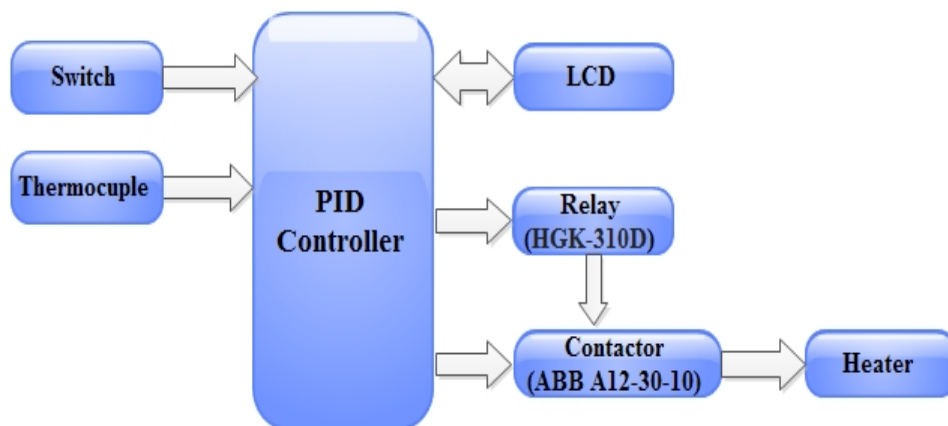 Switch
LCD
Thermocuple
PID
Controller
Relay
(HGK-310D)
Contactor
(ABB A12-30-10)
Heater